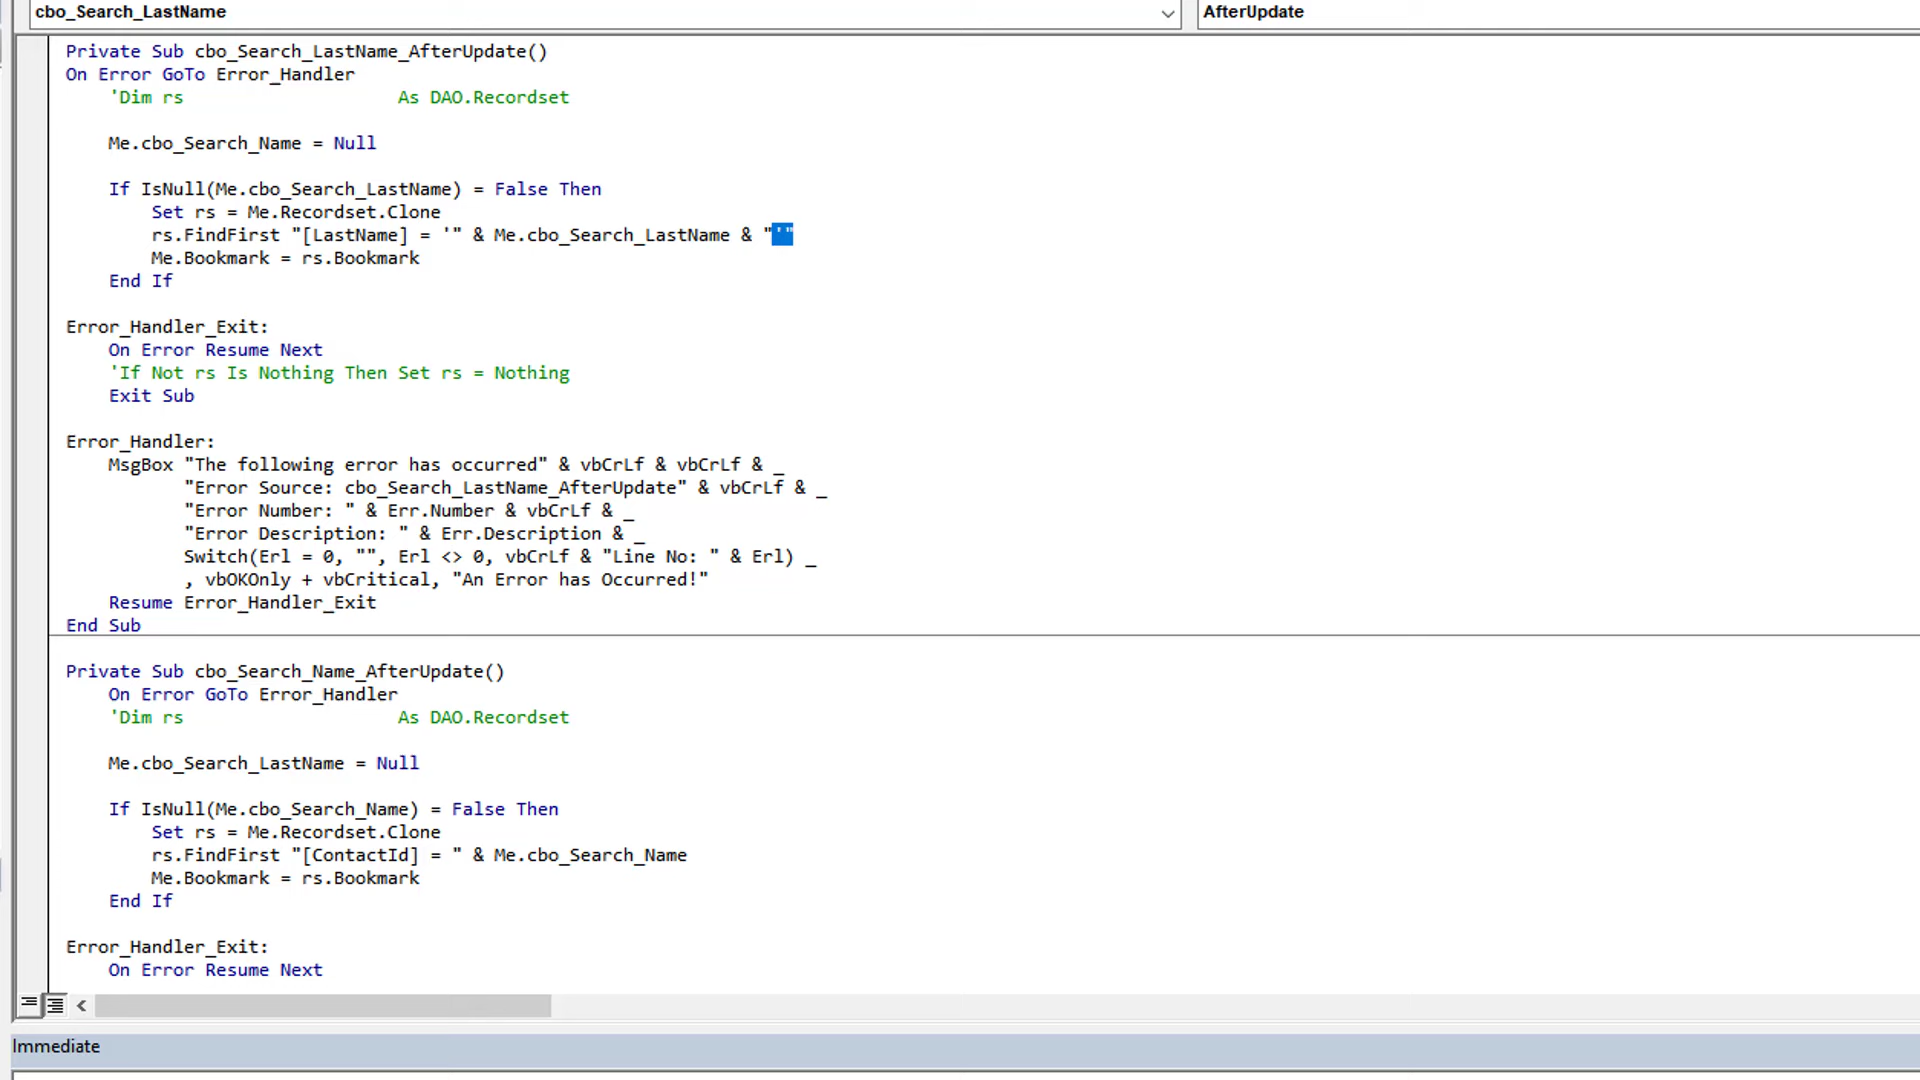 cbo_Search_LastName
AfterUpdate
Private Sub cbo_Search_LastName_AfterUpdate()
On Error GoTo Error_Handler
    'Dim rs                    As DAO.Recordset
    Me.cbo_Search_Name = Null
    If IsNull(Me.cbo_Search_LastName) = False Then
        Set rs = Me.Recordset.Clone
        rs.FindFirst "[LastName] = '" & Me.cbo_Search_LastName & "'"
        Me.Bookmark = rs.Bookmark
    End If
Error_Handler_Exit:
    On Error Resume Next
    'If Not rs Is Nothing Then Set rs = Nothing
    Exit Sub
Error_Handler:
    MsgBox "The following error has occurred" & vbCrLf & vbCrLf & _
           "Error Source: cbo_Search_LastName_AfterUpdate" & vbCrLf & _
           "Error Number: " & Err.Number & vbCrLf & _
           "Error Description: " & Err.Description & _
           Switch(Erl = 0, "", Erl <> 0, vbCrLf & "Line No: " & Erl) _
           , vbOKOnly + vbCritical, "An Error has Occurred!"
    Resume Error_Handler_Exit
End Sub
Private Sub cbo_Search_Name_AfterUpdate()
    On Error GoTo Error_Handler
    'Dim rs                    As DAO.Recordset
    Me.cbo_Search_LastName = Null
    If IsNull(Me.cbo_Search_Name) = False Then
        Set rs = Me.Recordset.Clone
        rs.FindFirst "[ContactId] = " & Me.cbo_Search_Name
        Me.Bookmark = rs.Bookmark
    End If
Error_Handler_Exit:
    On Error Resume Next
Immediate